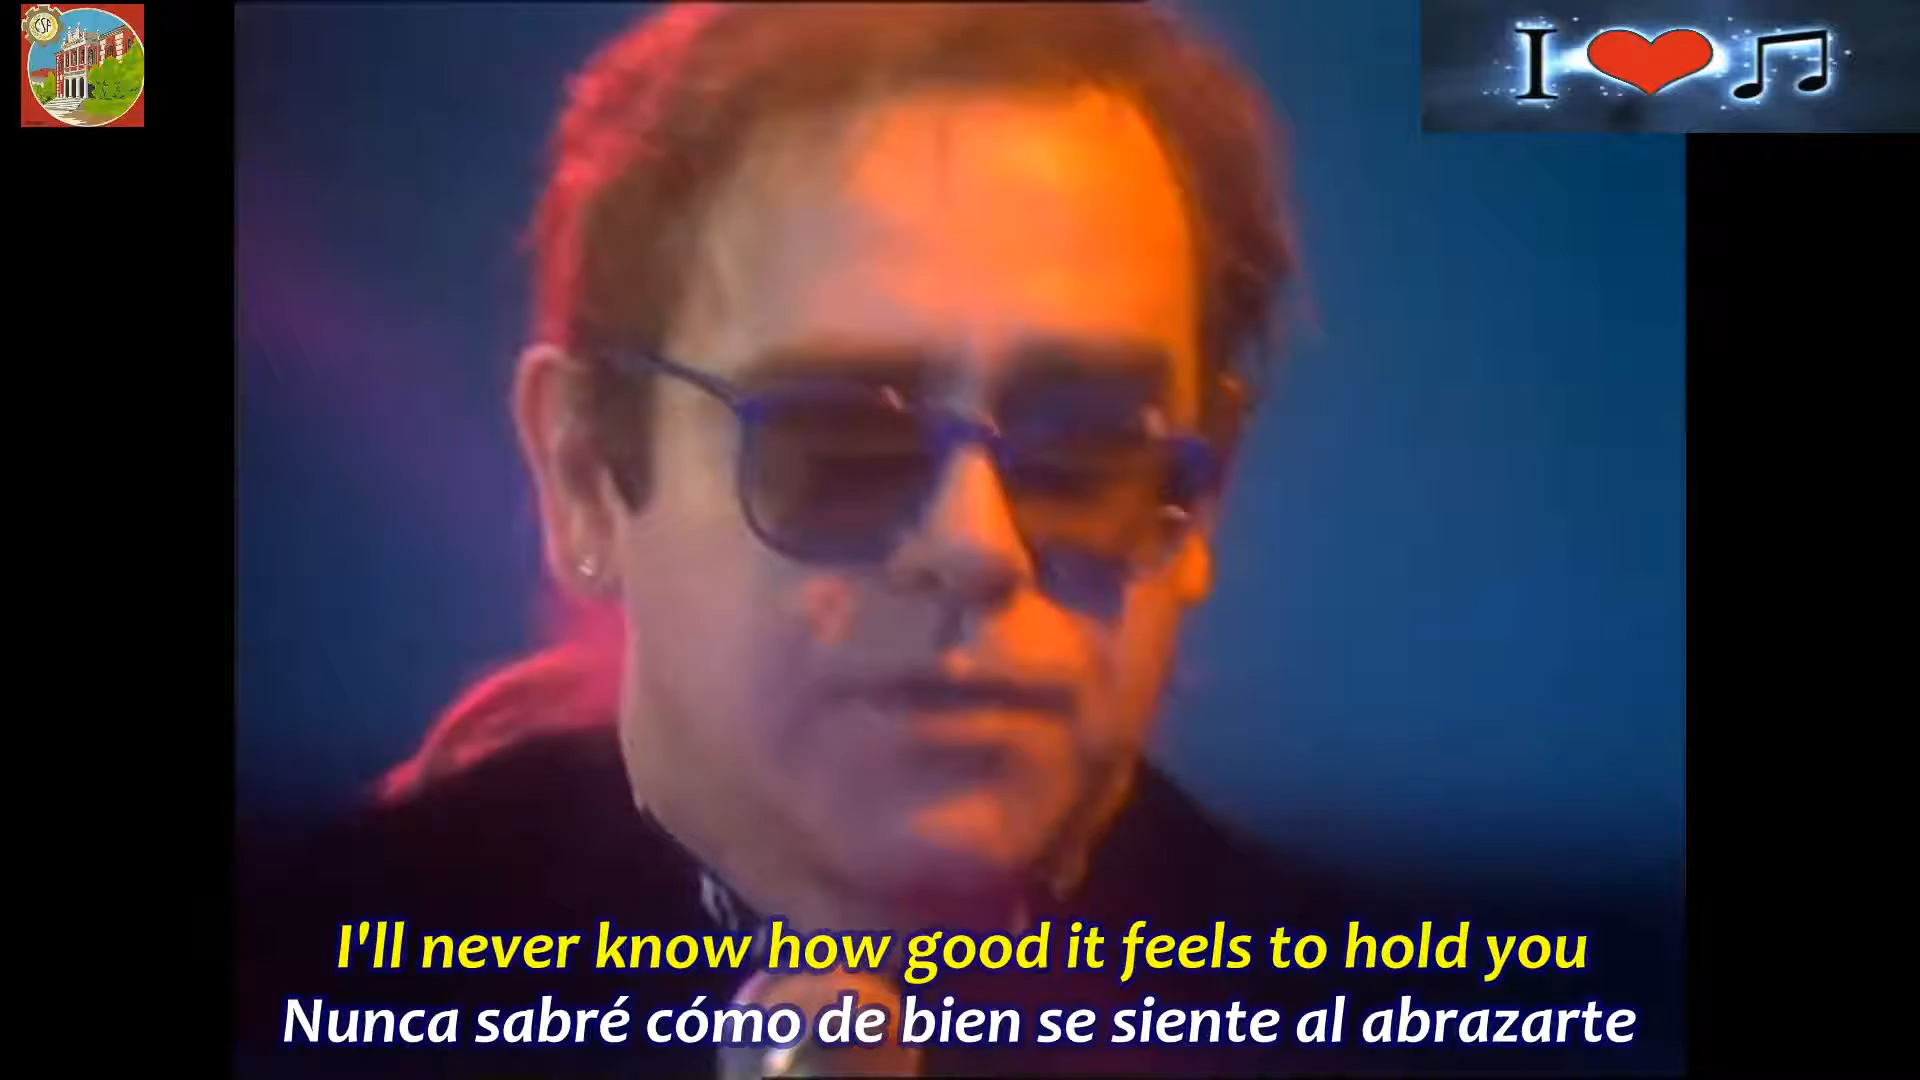 CSF
I ❤ ♫
I'll never know how good it feels to hold you
Nunca sabré cómo de bien se siente al abrazarte